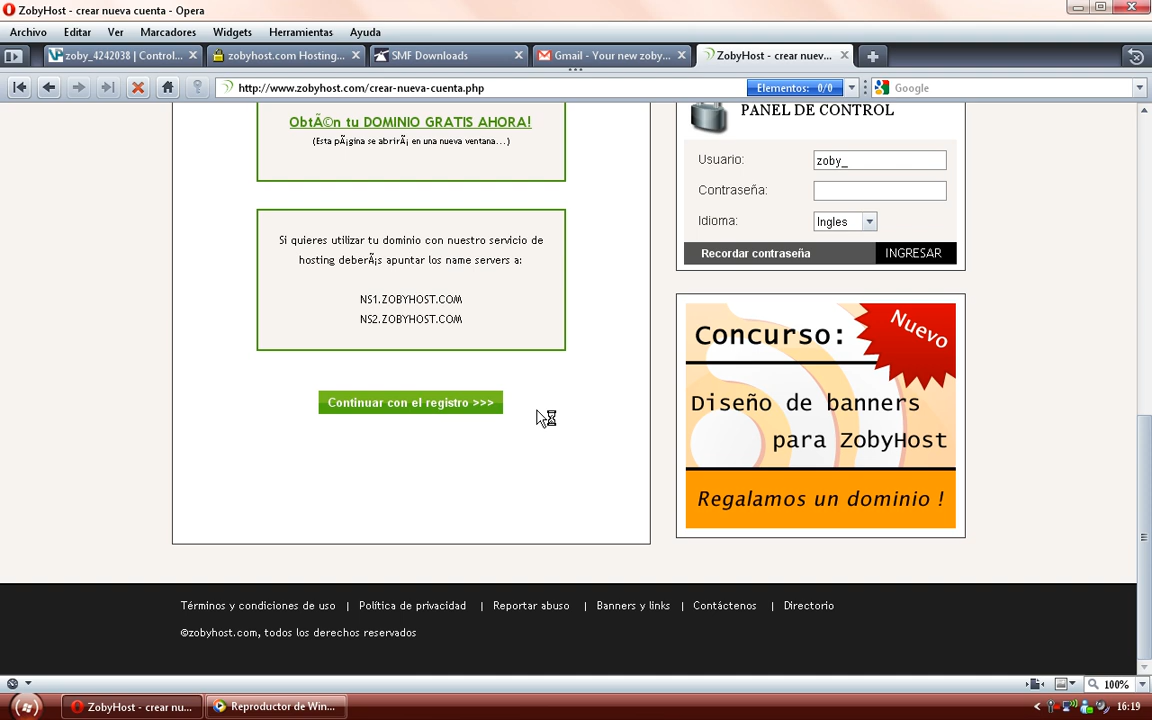 ZobyHost - crear nueva cuenta - Opera
Archivo Editar Ver Marcadores Widgets Herramientas Ayuda
zoby_4242038 | Control...
zobyhost.com Hosting...
SMF Downloads
Gmail - Your new zoby...
ZobyHost - crear nuev...
http://www.zobyhost.com/crear-nueva-cuenta.php
Elementos: 0/0
Google
ObtÃ©n tu DOMINIO GRATIS AHORA!
(Esta pÃ¡gina se abrirÃ¡ en una nueva ventana...)
Si quieres utilizar tu dominio con nuestro servicio de
hosting deberÃ¡s apuntar los name servers a:
NS1.ZOBYHOST.COM
NS2.ZOBYHOST.COM
Continuar con el registro >>>
PANEL DE CONTROL
Usuario: zoby_
Contraseña:
Idioma: Ingles
Recordar contraseña INGRESAR
Nuevo
Concurso:
Diseño de banners
para ZobyHost
Regalamos un dominio !
Términos y condiciones de uso | Política de privacidad | Reportar abuso | Banners y links | Contáctenos | Directorio
©zobyhost.com, todos los derechos reservados
100%
ZobyHost - crear nu...
Reproductor de Win...
16:19